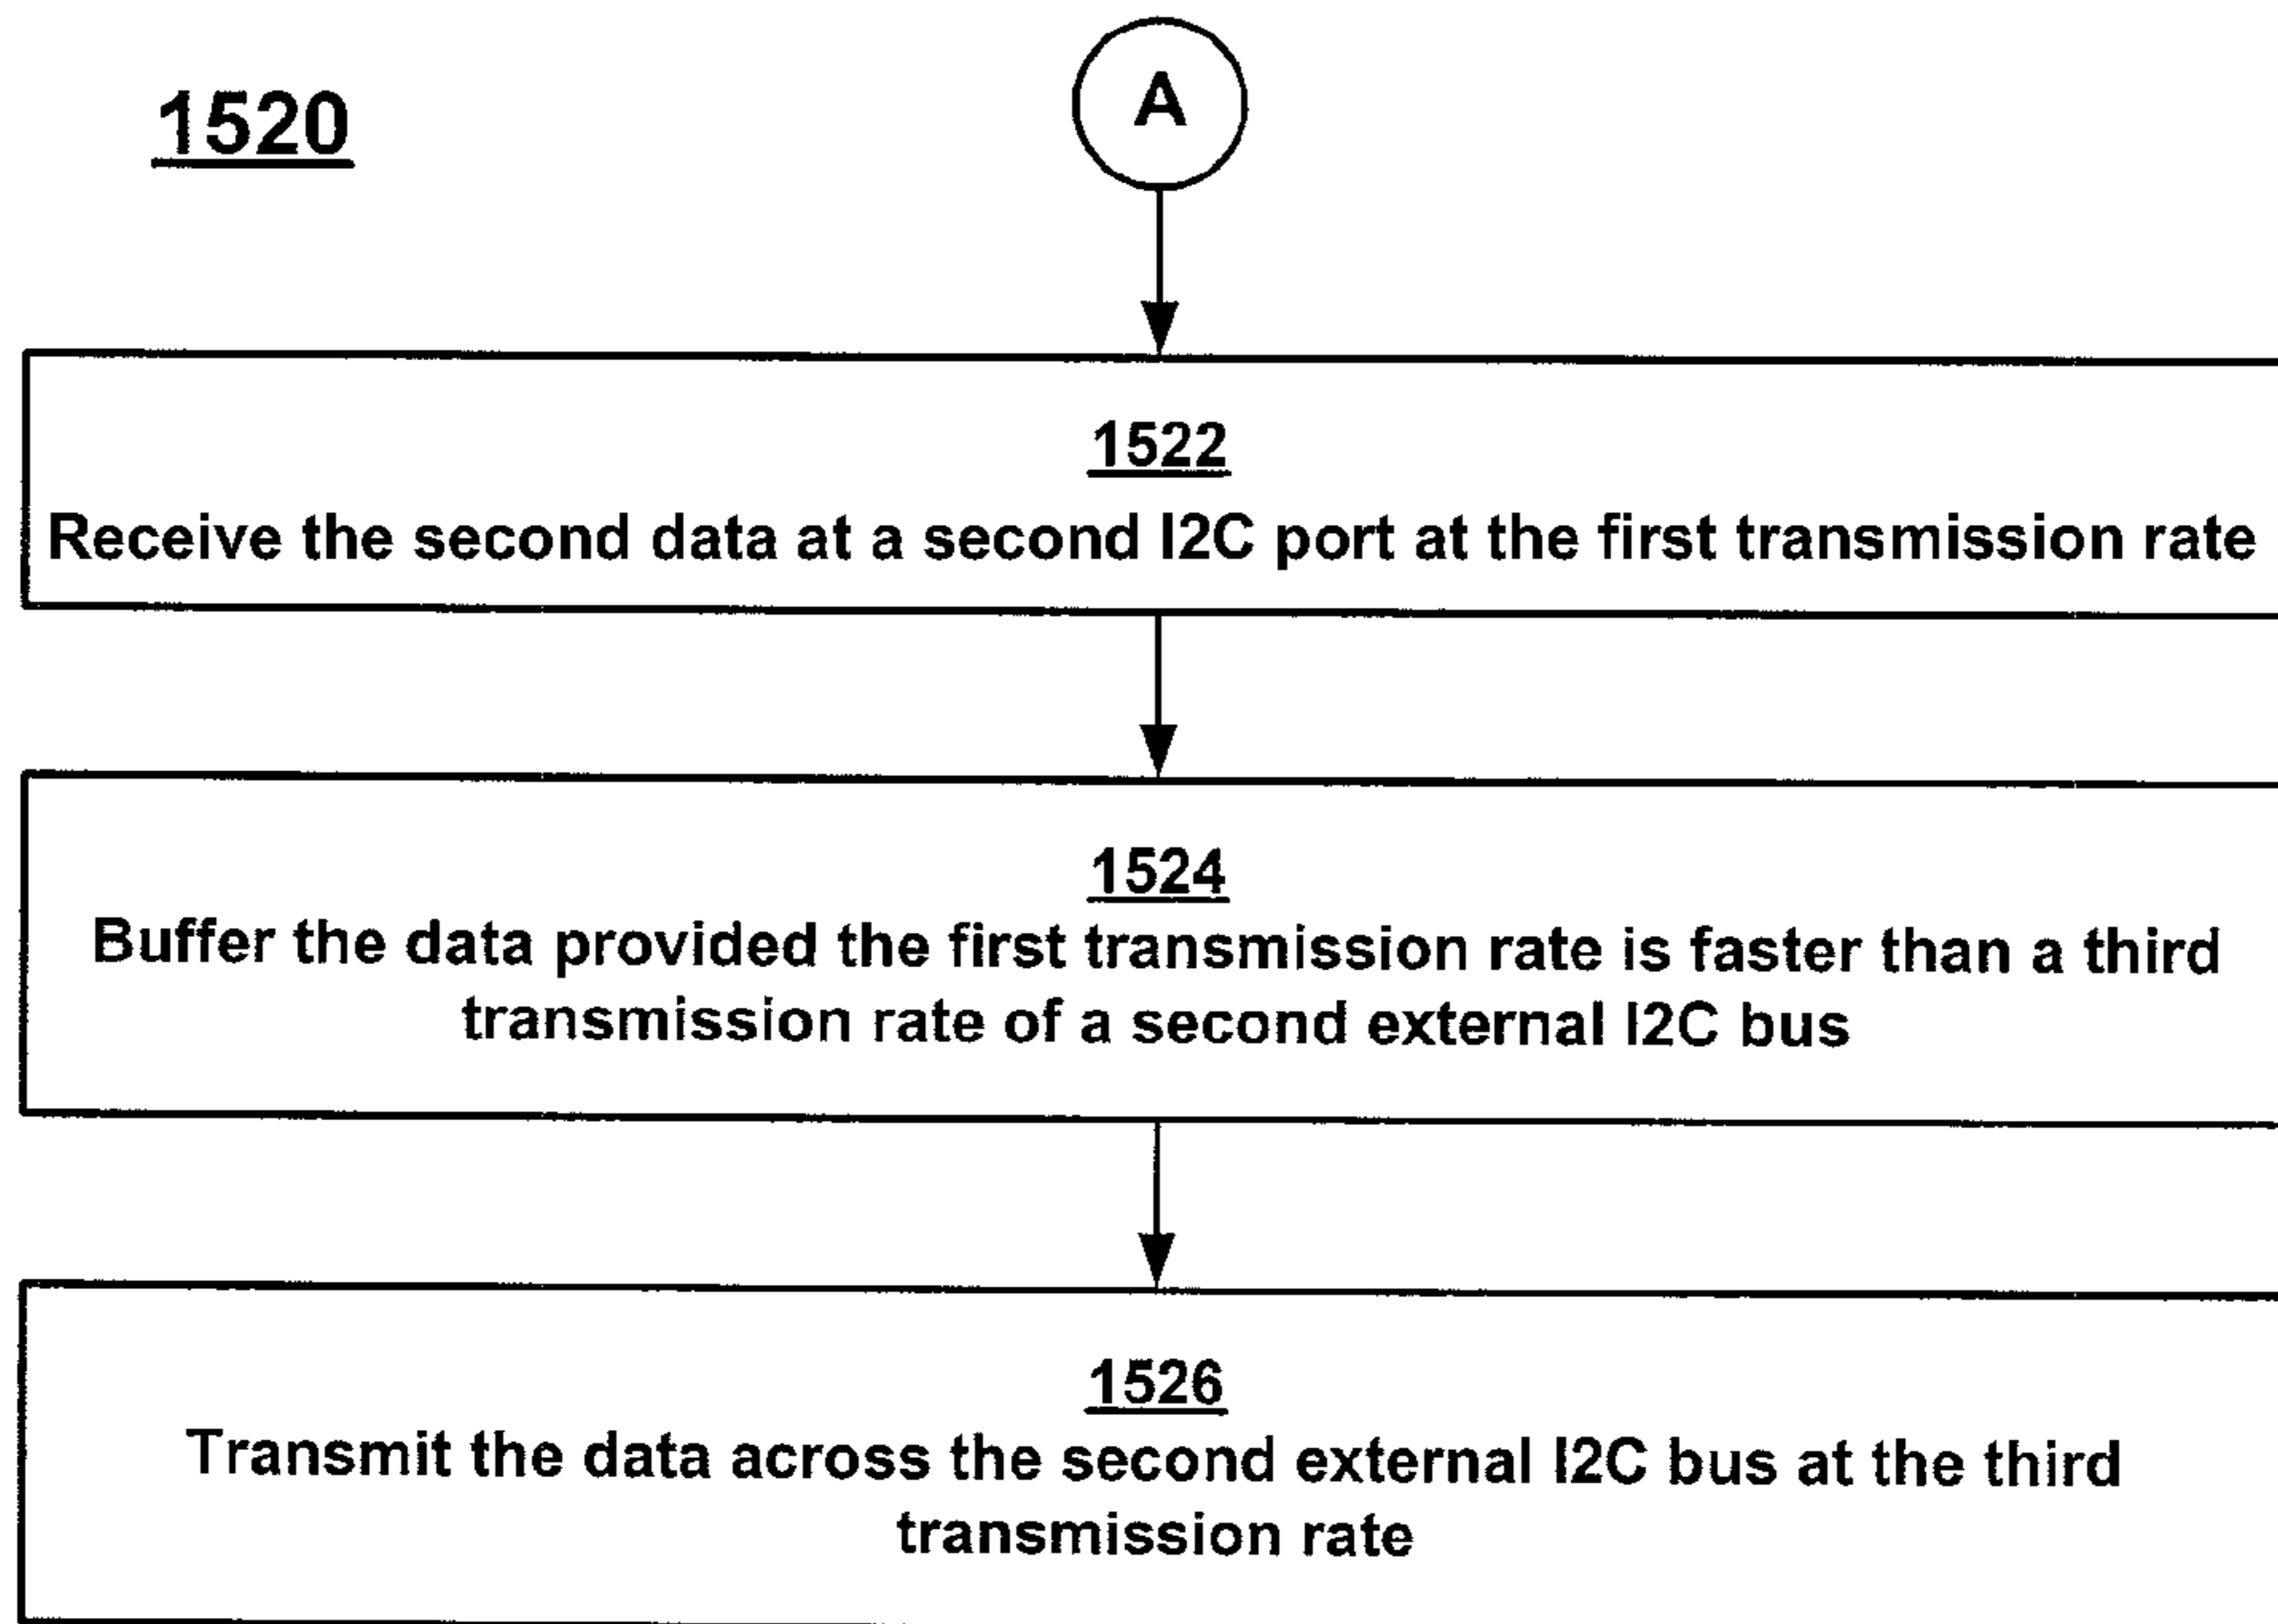 1520
A
1522
Receive the second data at a second I2C port at the first transmission rate
1524
Buffer the data provided the first transmission rate is faster than a third
transmission rate of a second external I2C bus
1526
Transmit the data across the second external I2C bus at the third
transmission rate